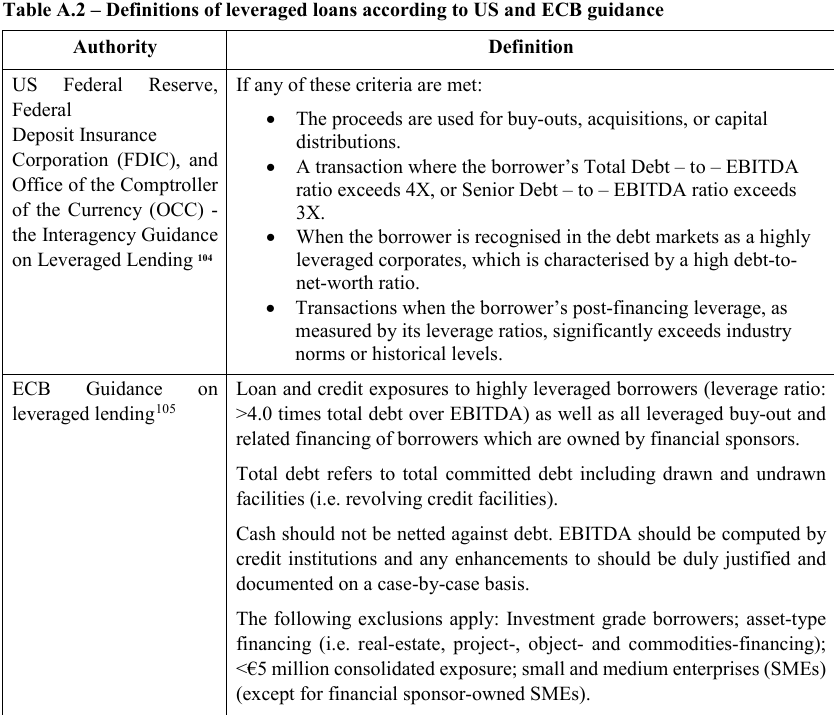 Table A.2 – Definitions of leveraged loans according to US and ECB guidance
Authority
Definition
US Federal Reserve,
Federal
Deposit Insurance
Corporation (FDIC), and
Office of the Comptroller
of the Currency (OCC) -
the Interagency Guidance
on Leveraged Lending 104
If any of these criteria are met:
• The proceeds are used for buy-outs, acquisitions, or capital
distributions.
• A transaction where the borrower’s Total Debt – to – EBITDA
ratio exceeds 4X, or Senior Debt – to – EBITDA ratio exceeds
3X.
• When the borrower is recognised in the debt markets as a highly
leveraged corporates, which is characterised by a high debt-to-
net-worth ratio.
• Transactions when the borrower’s post-financing leverage, as
measured by its leverage ratios, significantly exceeds industry
norms or historical levels.
ECB Guidance on
leveraged lending105
Loan and credit exposures to highly leveraged borrowers (leverage ratio:
>4.0 times total debt over EBITDA) as well as all leveraged buy-out and
related financing of borrowers which are owned by financial sponsors.
Total debt refers to total committed debt including drawn and undrawn
facilities (i.e. revolving credit facilities).
Cash should not be netted against debt. EBITDA should be computed by
credit institutions and any enhancements to should be duly justified and
documented on a case-by-case basis.
The following exclusions apply: Investment grade borrowers; asset-type
financing (i.e. real-estate, project-, object- and commodities-financing);
<€5 million consolidated exposure; small and medium enterprises (SMEs)
(except for financial sponsor-owned SMEs).